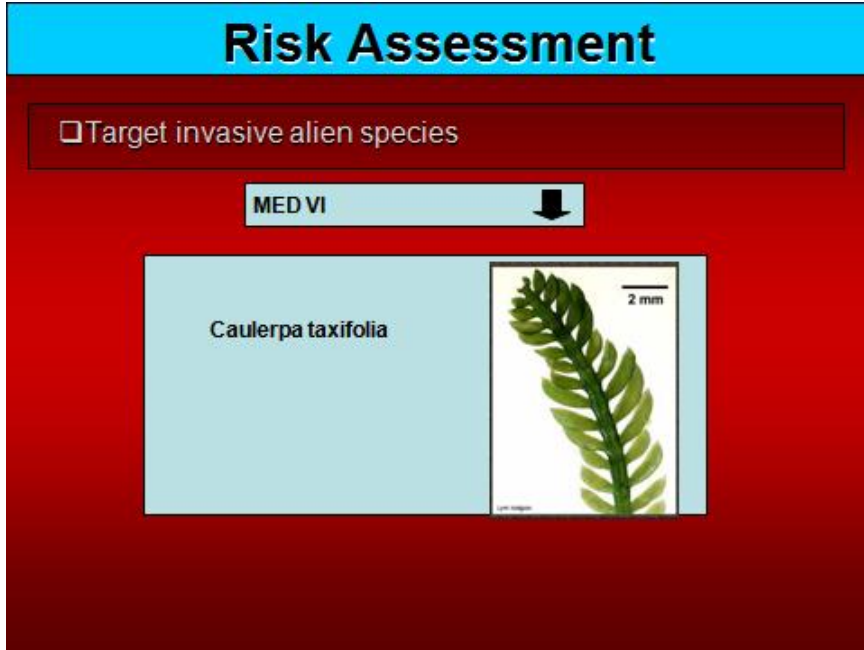 Risk Assessment
❑Target invasive alien species
MED VI
2 mm
Caulerpa taxifolia